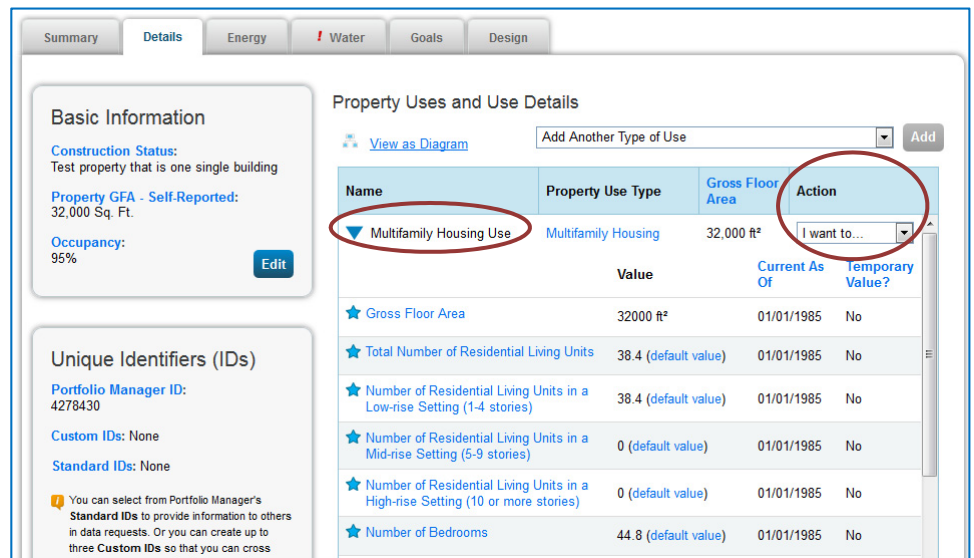 Summary
Details
Energy
! Water
Goals
Design
Basic Information
Construction Status:
Test property that is one single building
Property GFA - Self-Reported:
32,000 Sq. Ft.
Occupancy:
95%
Edit
Unique Identifiers (IDs)
Portfolio Manager ID:
4278430
Custom IDs: None
Standard IDs: None
You can select from Portfolio Manager's
Standard IDs to provide information to others
in data requests. Or you can create up to
three Custom IDs so that you can cross
Property Uses and Use Details
View as Diagram
Add Another Type of Use
Add
Name
Property Use Type
Gross Floor
Area
Action
Multifamily Housing Use
Multifamily Housing
32,000 ft²
I want to...
Value
Current As
Of
Temporary
Value?
Gross Floor Area
32000 ft²
01/01/1985
No
Total Number of Residential Living Units
38.4 (default value)
01/01/1985
No
Number of Residential Living Units in a
Low-rise Setting (1-4 stories)
38.4 (default value)
01/01/1985
No
Number of Residential Living Units in a
Mid-rise Setting (5-9 stories)
0 (default value)
01/01/1985
No
Number of Residential Living Units in a
High-rise Setting (10 or more stories)
0 (default value)
01/01/1985
No
Number of Bedrooms
44.8 (default value)
01/01/1985
No